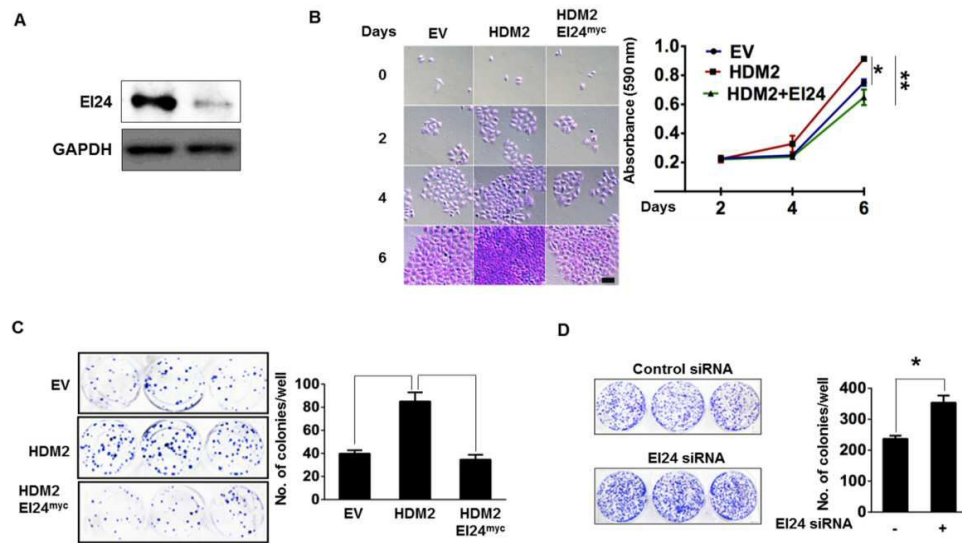 A
EI24
GAPDH
B
Days
EV
HDM2
HDM2
EI24myc
0
2
4
6
Absorbance (590 nm)
1.0
0.8
0.6
0.4
0.2
EV
HDM2
HDM2+EI24
*
**
Days
2
4
6
C
EV
HDM2
HDM2
EI24myc
No. of colonies/well
100
80
60
40
20
0
EV
HDM2
HDM2
EI24myc
D
Control siRNA
EI24 siRNA
No. of colonies/well
400
300
200
100
0
*
EI24 siRNA
-
+